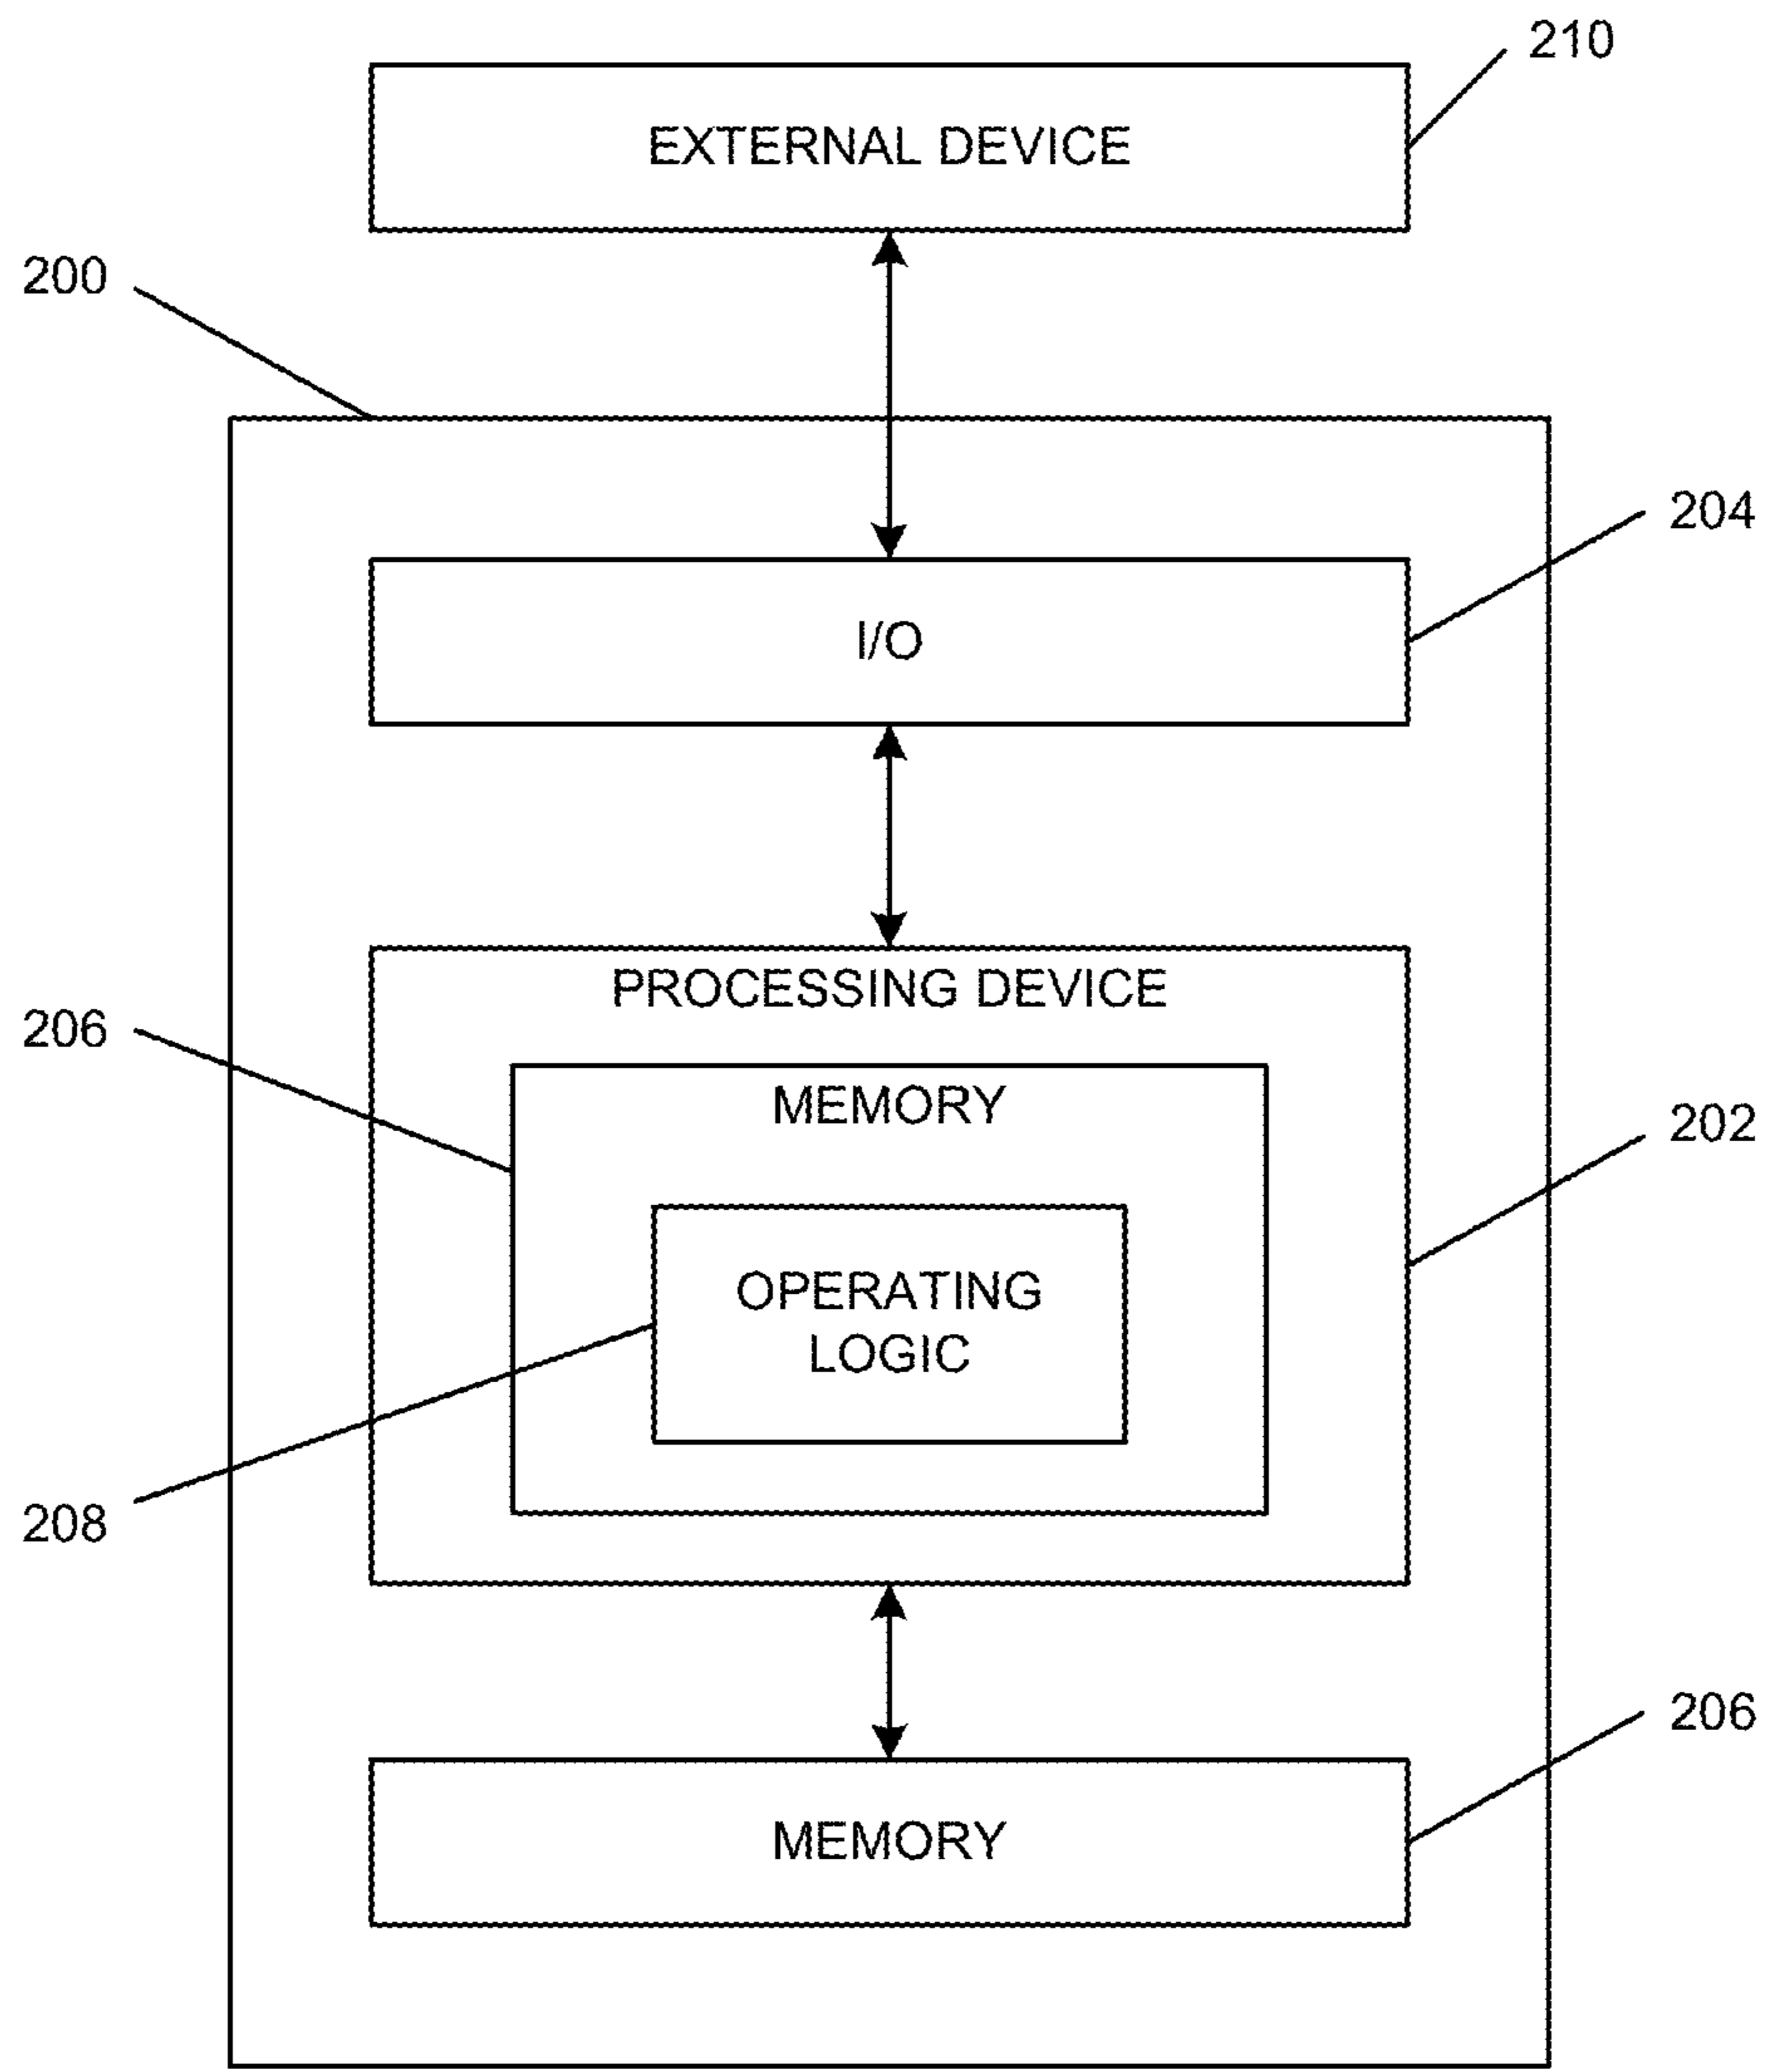 210
EXTERNAL DEVICE
200
204
I/O
PROCESSING DEVICE
206
MEMORY
202
OPERATING
LOGIC
208
206
MEMORY